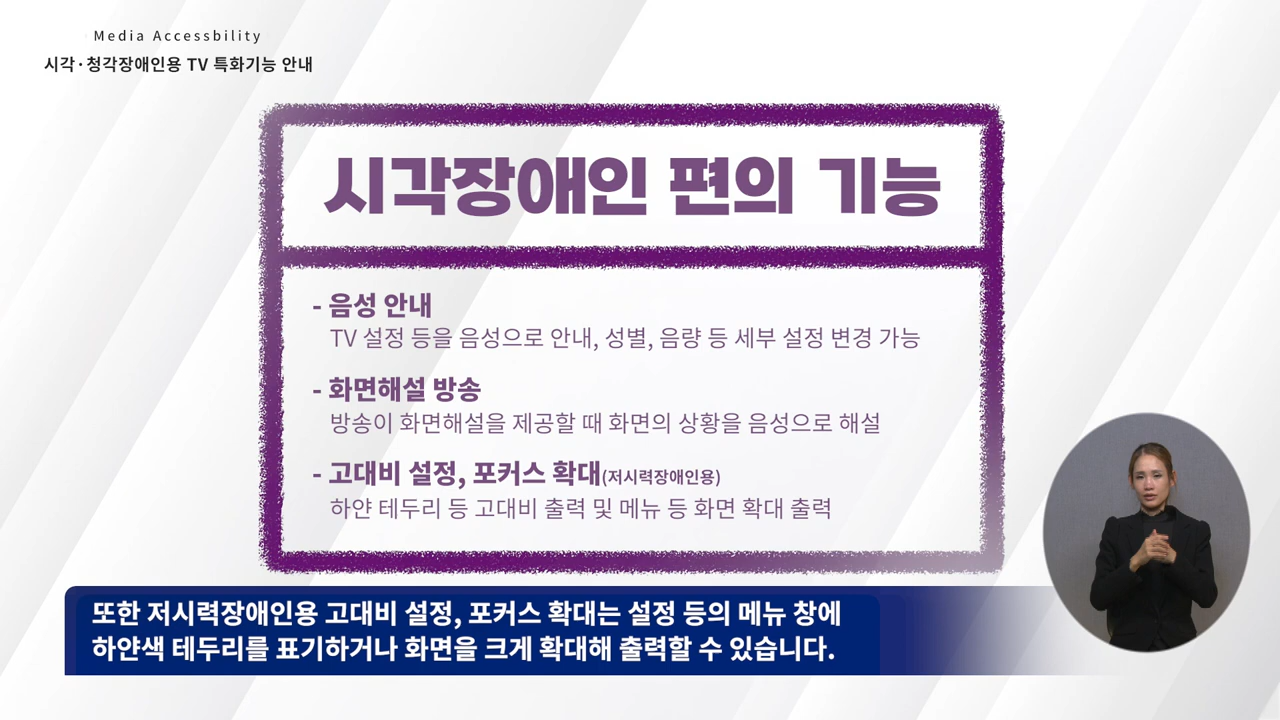 Media Accessbility
시각·청각장애인용 TV 특화기능 안내
시각장애인 편의 기능
- 음성 안내
TV 설정 등을 음성으로 안내, 성별, 음량 등 세부 설정 변경 가능
- 화면해설 방송
방송이 화면해설을 제공할 때 화면의 상황을 음성으로 해설
- 고대비 설정, 포커스 확대(저시력장애인용)
하얀 테두리 등 고대비 출력 및 메뉴 등 화면 확대 출력
또한 저시력장애인용 고대비 설정, 포커스 확대는 설정 등의 메뉴 창에
하얀색 테두리를 표기하거나 화면을 크게 확대해 출력할 수 있습니다.